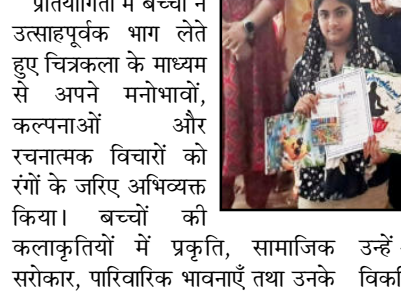 प्रतियोगिता में बच्चों ने
उत्साहपूर्वक भाग लेते
हुए चित्रकला के माध्यम
से अपने मनोभावों,
कल्पनाओं और
रचनात्मक विचारों को
रंगों के जरिए अभिव्यक्त
किया। बच्चों की
कलाकृतियों में प्रकृति, सामाजिक
सरोकार, पारिवारिक भावनाएँ तथा उनके
उन्हें